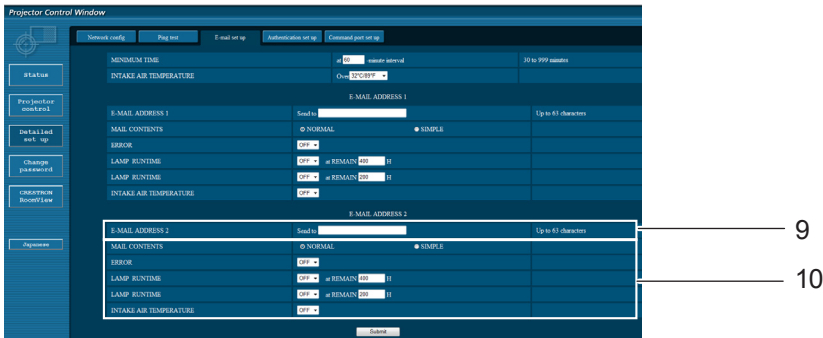 Projector Control Window
Network config Ping test E-mail set up Authentication set up Command port set up
MINIMUM TIME at 60 -minute interval 30 to 999 minutes
INTAKE AIR TEMPERATURE Over 32°C/89°F
E-MAIL ADDRESS 1
E-MAIL ADDRESS 1 Send to Up to 63 characters
MAIL CONTENTS NORMAL SIMPLE
ERROR OFF
LAMP RUNTIME OFF at REMAIN 400 H
LAMP RUNTIME OFF at REMAIN 200 H
INTAKE AIR TEMPERATURE OFF
E-MAIL ADDRESS 2
E-MAIL ADDRESS 2 Send to Up to 63 characters
MAIL CONTENTS NORMAL SIMPLE
ERROR OFF
LAMP RUNTIME OFF at REMAIN 400 H
LAMP RUNTIME OFF at REMAIN 200 H
INTAKE AIR TEMPERATURE OFF
Submit
Status
Projector
control
Detailed
set up
Change
password
CRESTRON
RoomView
Japanese
9
10